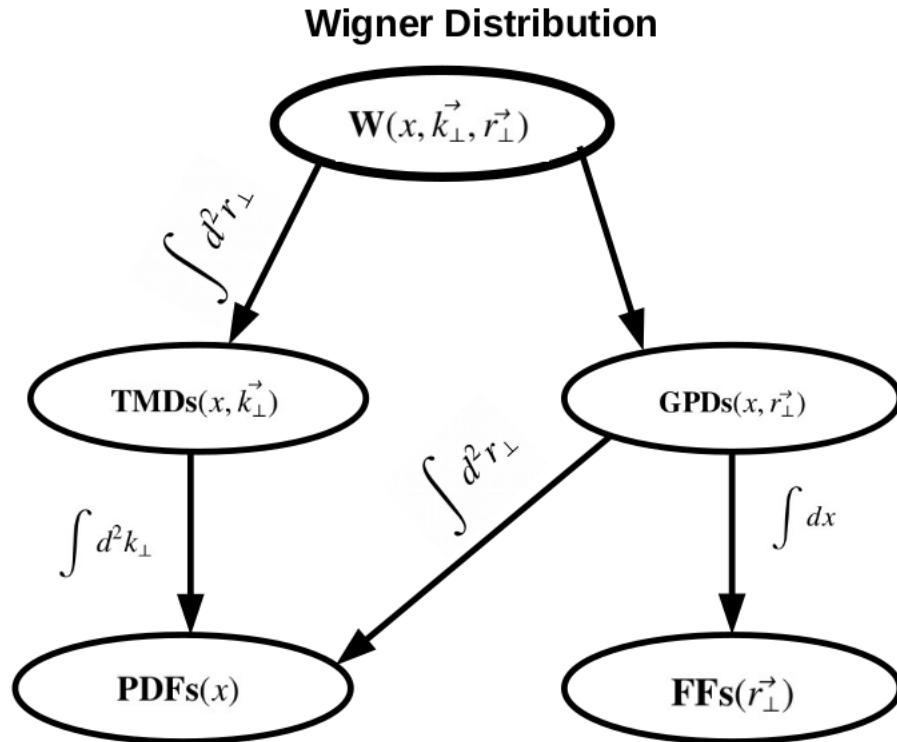 Wigner Distribution
W(x, k⃗⊥, r⃗⊥)
∫ d²r⊥
TMDs(x, k⃗⊥)
GPDs(x, r⃗⊥)
∫ d²r⊥
∫ d²k⊥
∫ dx
PDFs(x)
FFs(r⃗⊥)